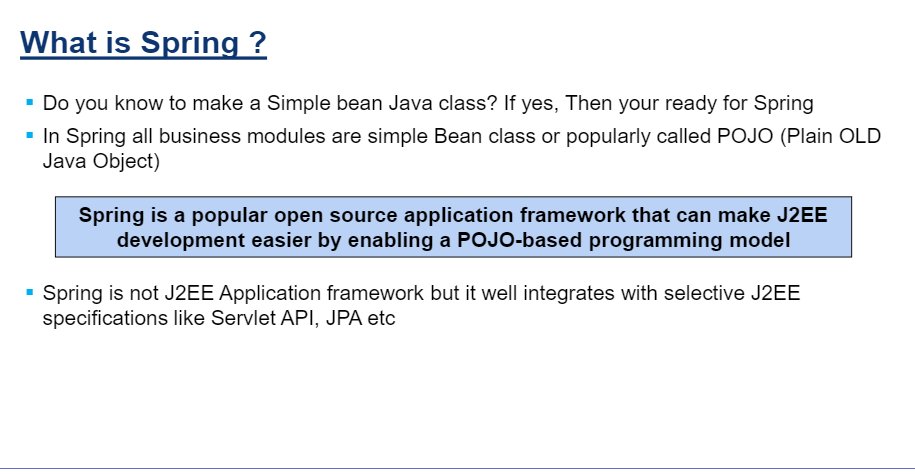 What is Spring ?
Do you know to make a Simple bean Java class? If yes, Then your ready for Spring
In Spring all business modules are simple Bean class or popularly called POJO (Plain OLD
Java Object)
Spring is a popular open source application framework that can make J2EE
development easier by enabling a POJO-based programming model
Spring is not J2EE Application framework but it well integrates with selective J2EE
specifications like Servlet API, JPA etc